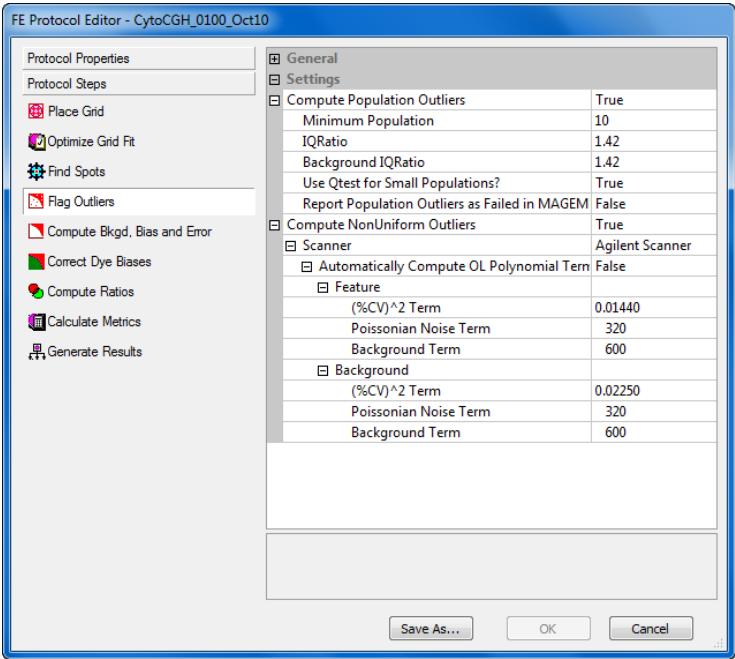 FE Protocol Editor - CytoCGH_0100_Oct10
Protocol Properties
Protocol Steps
Place Grid
Optimize Grid Fit
Find Spots
Flag Outliers
Compute Bkgd, Bias and Error
Correct Dye Biases
Compute Ratios
Calculate Metrics
Generate Results
General
Settings
Compute Population Outliers True
Minimum Population 10
IQRatio 1.42
Background IQRatio 1.42
Use Qtest for Small Populations? True
Report Population Outliers as Failed in MAGEM False
Compute NonUniform Outliers True
Scanner Agilent Scanner
Automatically Compute OL Polynomial Term False
Feature
(%CV)^2 Term 0.01440
Poissonian Noise Term 320
Background Term 600
Background
(%CV)^2 Term 0.02250
Poissonian Noise Term 320
Background Term 600
Save As... OK Cancel